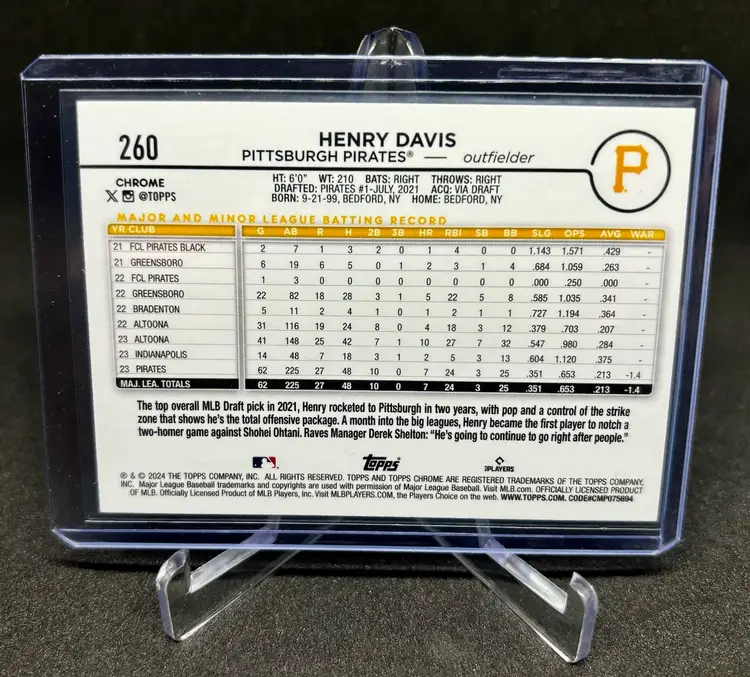 260
HENRY DAVIS
PITTSBURGH PIRATES® — outfielder
P
CHROME
X @TOPPS
HT: 6'0" WT: 210 BATS: RIGHT THROWS: RIGHT
DRAFTED: PIRATES #1-JULY, 2021 ACQ: VIA DRAFT
BORN: 9-21-99, BEDFORD, NY HOME: BEDFORD, NY
MAJOR AND MINOR LEAGUE BATTING RECORD
YR CLUB G AB R H 2B 3B HR RBI SB BB SLG OPS AVG WAR
21 FCL PIRATES BLACK 2 7 1 3 2 0 1 4 0 0 1.143 1.571 .429 -
21 GREENSBORO 6 19 6 5 0 1 2 3 1 4 .684 1.059 .263 -
22 FCL PIRATES 1 3 0 0 0 0 0 0 0 0 .000 .250 .000 -
22 GREENSBORO 22 82 18 28 3 1 5 22 5 8 .585 1.035 .341 -
22 BRADENTON 5 11 2 4 1 0 1 2 1 1 .727 1.194 .364 -
22 ALTOONA 31 116 19 24 8 0 4 18 3 12 .379 .703 .207 -
23 ALTOONA 41 148 25 42 7 1 10 27 7 32 .547 .980 .284 -
23 INDIANAPOLIS 14 48 7 18 3 1 2 5 3 13 .604 1.120 .375 -
23 PIRATES 62 225 27 48 10 0 7 24 3 25 .351 .653 .213 -1.4
MAJ. LEA. TOTALS 62 225 27 48 10 0 7 24 3 25 .351 .653 .213 -1.4
The top overall MLB Draft pick in 2021, Henry rocketed to Pittsburgh in two years, with pop and a control of the strike
zone that shows he's the total offensive package. A month into the big leagues, Henry became the first player to notch a
two-homer game against Shohei Ohtani. Raves Manager Derek Shelton: “He's going to continue to go right after people.”
Topps
PLAYERS
® & © 2024 THE TOPPS COMPANY, INC. ALL RIGHTS RESERVED. TOPPS AND TOPPS CHROME ARE REGISTERED TRADEMARKS OF THE TOPPS COMPANY,
INC. Major League Baseball trademarks and copyrights are used with permission of Major League Baseball. Visit MLB.com. OFFICIALLY LICENSED PRODUCT
OF MLB. Officially Licensed Product of MLB Players, Inc. Visit MLBPLAYERS.COM, the Players Choice on the web. WWW.TOPPS.COM. CODE#CMP075694